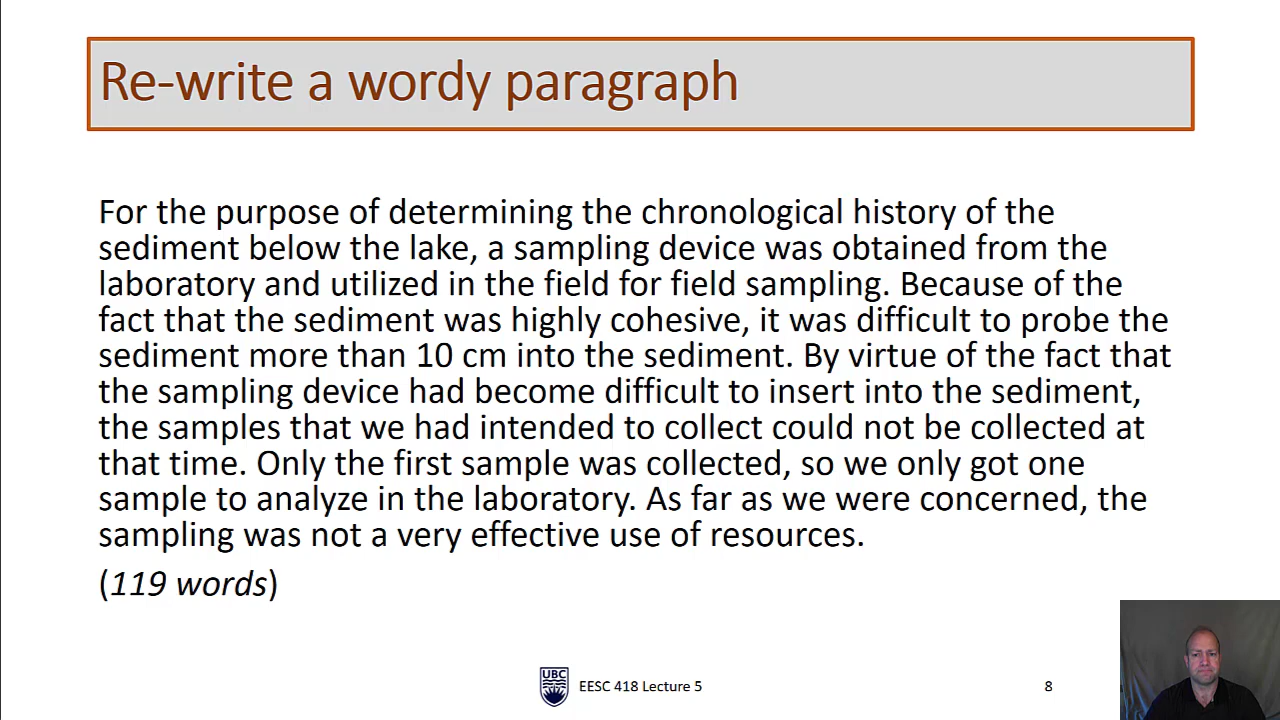 Re-write a wordy paragraph
For the purpose of determining the chronological history of the
sediment below the lake, a sampling device was obtained from the
laboratory and utilized in the field for field sampling. Because of the
fact that the sediment was highly cohesive, it was difficult to probe the
sediment more than 10 cm into the sediment. By virtue of the fact that
the sampling device had become difficult to insert into the sediment,
the samples that we had intended to collect could not be collected at
that time. Only the first sample was collected, so we only got one
sample to analyze in the laboratory. As far as we were concerned, the
sampling was not a very effective use of resources.
(119 words)
UBC
EESC 418 Lecture 5
8